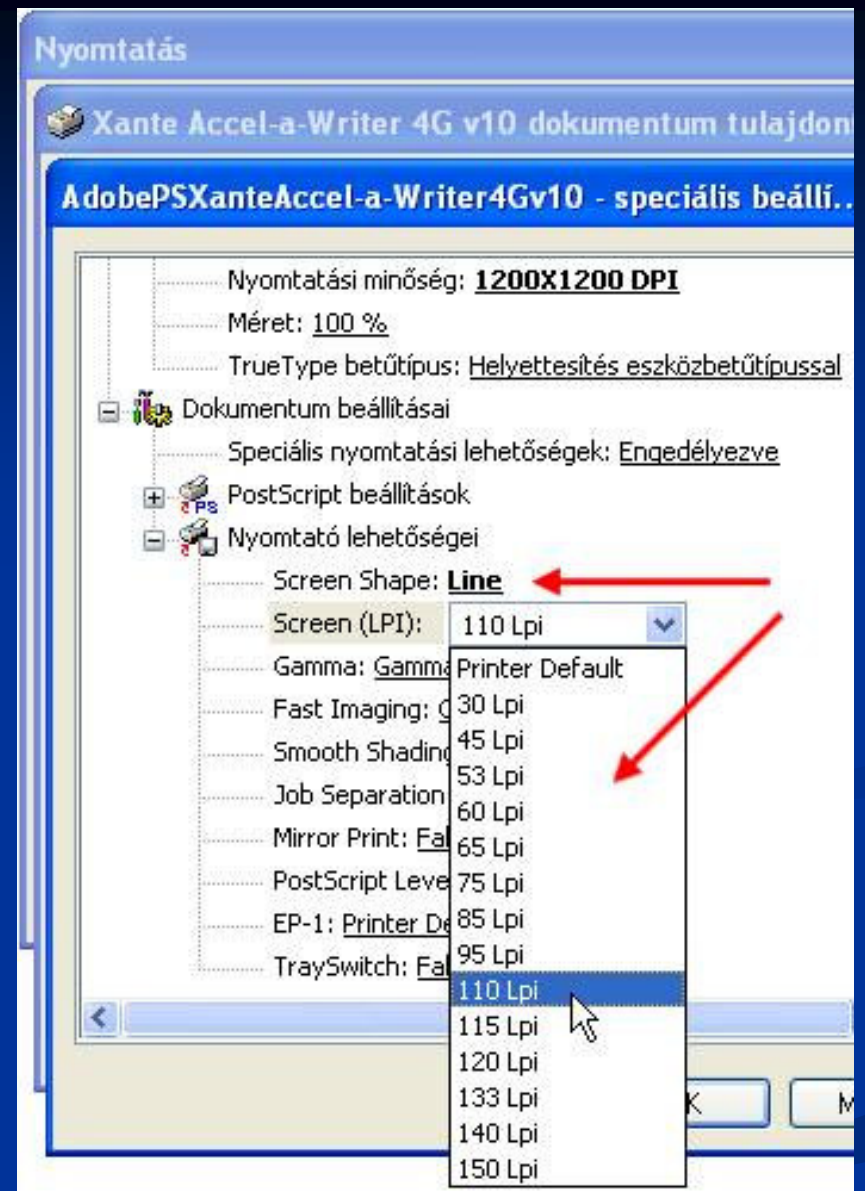 Nyomtatás
Xante Accel-a-Writer 4G v10 dokumentum
AdobePSXanteAccel-a-Writer4Gv10 - speciális beállí...
Nyomtatási minőség: 1200X1200 DPI
Méret: 100 %
TrueType betűtípus: Helyettesítés eszközbetűtípussal
Dokumentum beállításai
Speciális nyomtatási lehetőségek: Engedélyezve
PS PostScript beállítások
Nyomtató lehetőségei
Screen Shape: Line
Screen (LPI): 110 Lpi
Gamma: Gamma
Fast Imaging:
Smooth Shading
Job Separation
Mirror Print:
PostScript
EP-1: Printer
TraySwitch:
Printer Default
30 Lpi
45 Lpi
53 Lpi
60 Lpi
65 Lpi
75 Lpi
85 Lpi
95 Lpi
110 Lpi
115 Lpi
120 Lpi
133 Lpi
140 Lpi
150 Lpi